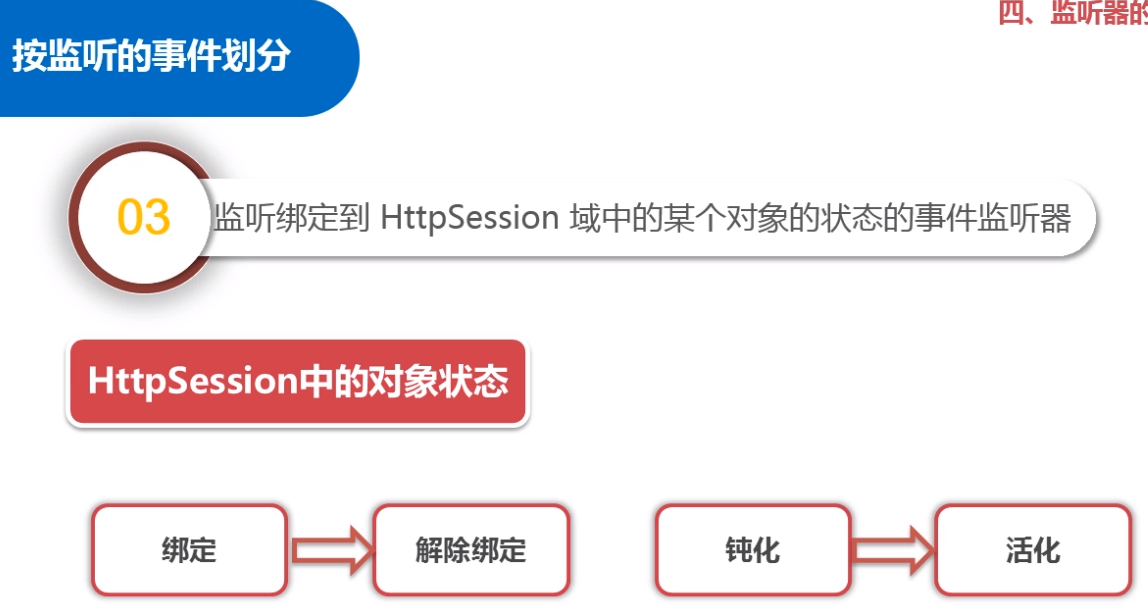 四、监听器的
按监听的事件划分
03
监听绑定到 HttpSession 域中的某个对象的状态的事件监听器
HttpSession中的对象状态
绑定
解除绑定
钝化
活化